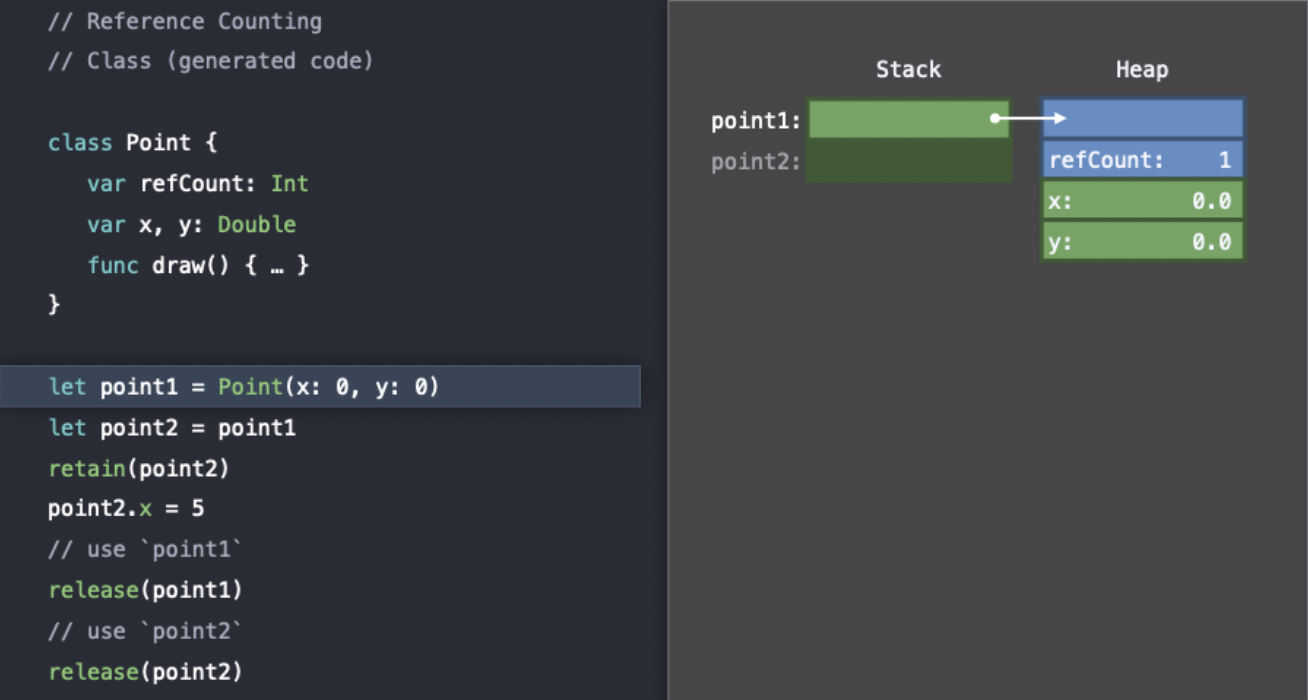 // Reference Counting
// Class (generated code)
class Point {
var refCount: Int
var x, y: Double
func draw() { … }
}
let point1 = Point(x: 0, y: 0)
let point2 = point1
retain(point2)
point2.x = 5
// use `point1`
release(point1)
// use `point2`
release(point2)
Stack Heap
point1:
point2:
refCount: 1
x: 0.0
y: 0.0